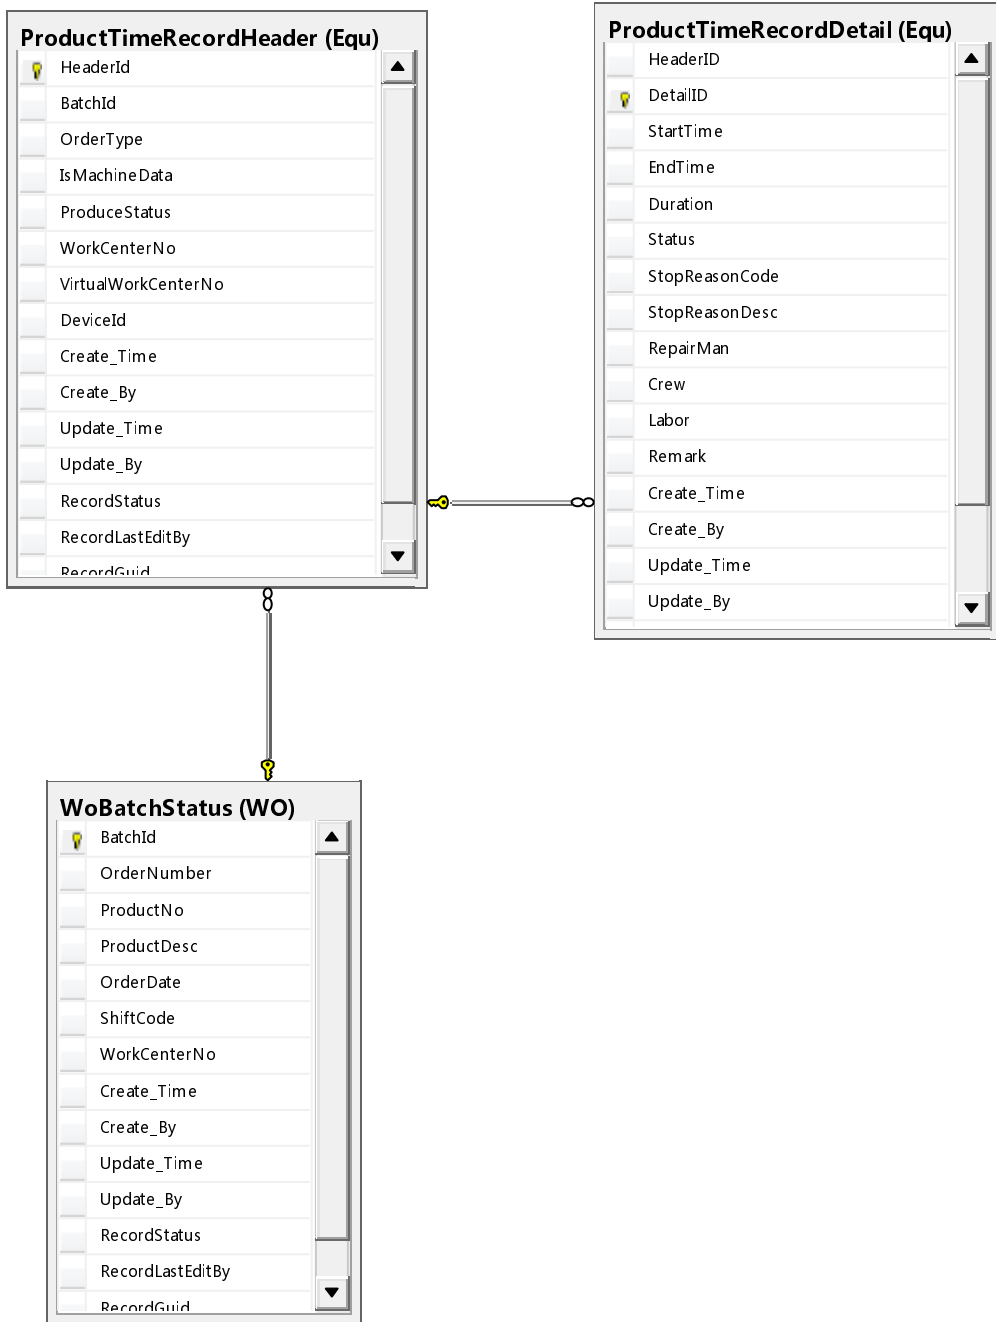 ProductTimeRecordHeader (Equ)
HeaderId
BatchId
OrderType
IsMachineData
ProduceStatus
WorkCenterNo
VirtualWorkCenterNo
DeviceId
Create_Time
Create_By
Update_Time
Update_By
RecordStatus
RecordLastEditBy
RecordGuid
ProductTimeRecordDetail (Equ)
HeaderID
DetailID
StartTime
EndTime
Duration
Status
StopReasonCode
StopReasonDesc
RepairMan
Crew
Labor
Remark
Create_Time
Create_By
Update_Time
Update_By
WoBatchStatus (WO)
BatchId
OrderNumber
ProductNo
ProductDesc
OrderDate
ShiftCode
WorkCenterNo
Create_Time
Create_By
Update_Time
Update_By
RecordStatus
RecordLastEditBy
RecordGuid